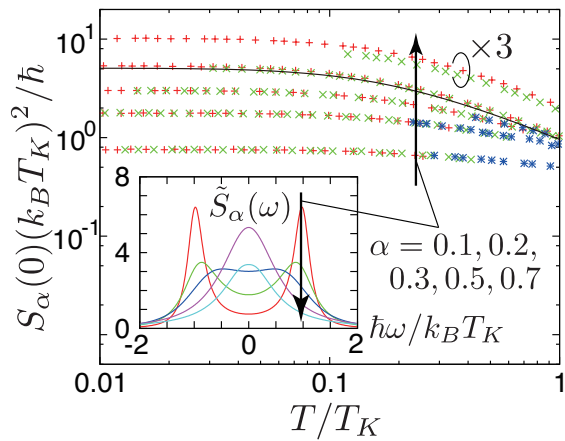 S_α(0)(k_B T_K)^2/ħ
10^1
10^0
10^-1
×3
8
4
0
S̃_α(ω)
-2
0
2
α = 0.1, 0.2,
0.3, 0.5, 0.7
ħω/k_B T_K
0.01
0.1
1
T/T_K